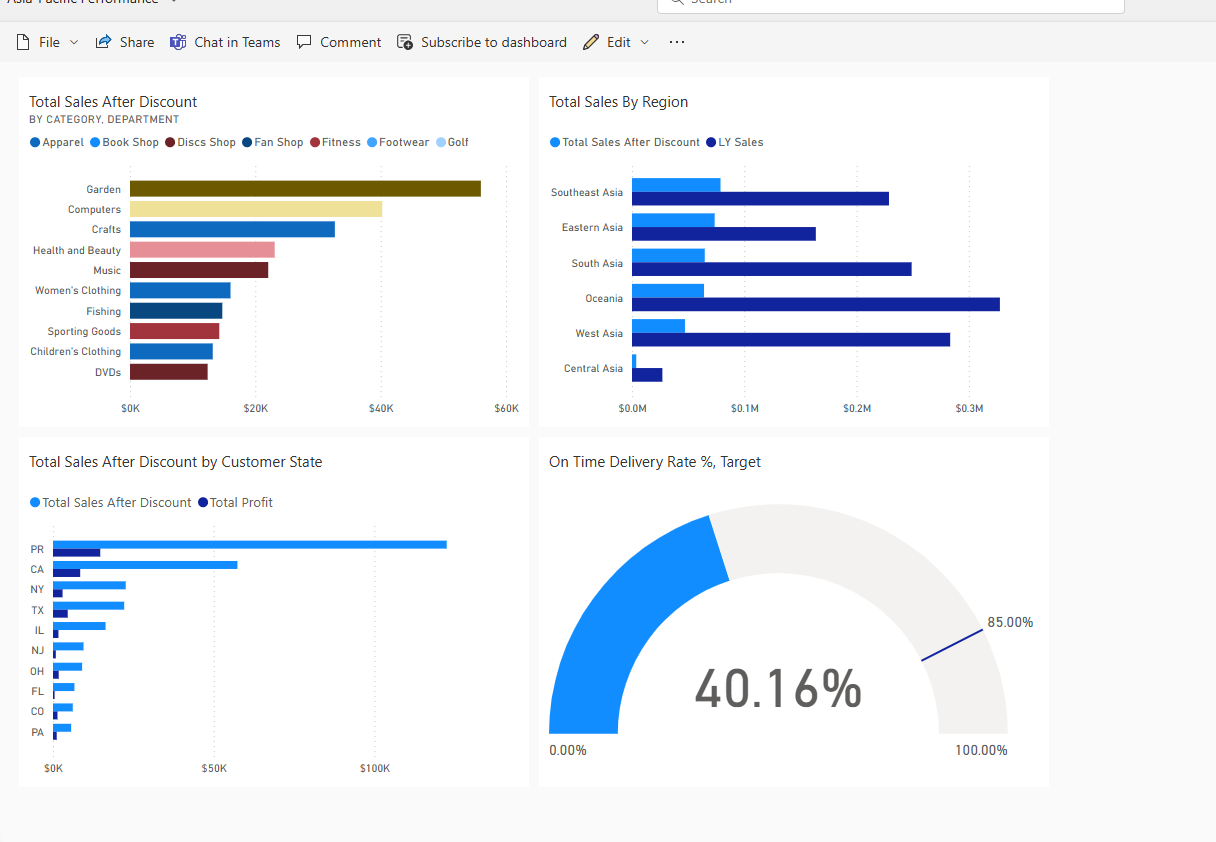 Asia-Pacific Performance
Search
File Share Chat in Teams Comment Subscribe to dashboard Edit ...
Total Sales After Discount
BY CATEGORY, DEPARTMENT
Apparel Book Shop Discs Shop Fan Shop Fitness Footwear Golf
Garden
Computers
Crafts
Health and Beauty
Music
Women's Clothing
Fishing
Sporting Goods
Children's Clothing
DVDs
$0K $20K $40K $60K
Total Sales By Region
Total Sales After Discount LY Sales
Southeast Asia
Eastern Asia
South Asia
Oceania
West Asia
Central Asia
$0.0M $0.1M $0.2M $0.3M
Total Sales After Discount by Customer State
Total Sales After Discount Total Profit
PR
CA
NY
TX
IL
NJ
OH
FL
CO
PA
$0K $50K $100K
On Time Delivery Rate %, Target
85.00%
40.16%
0.00% 100.00%